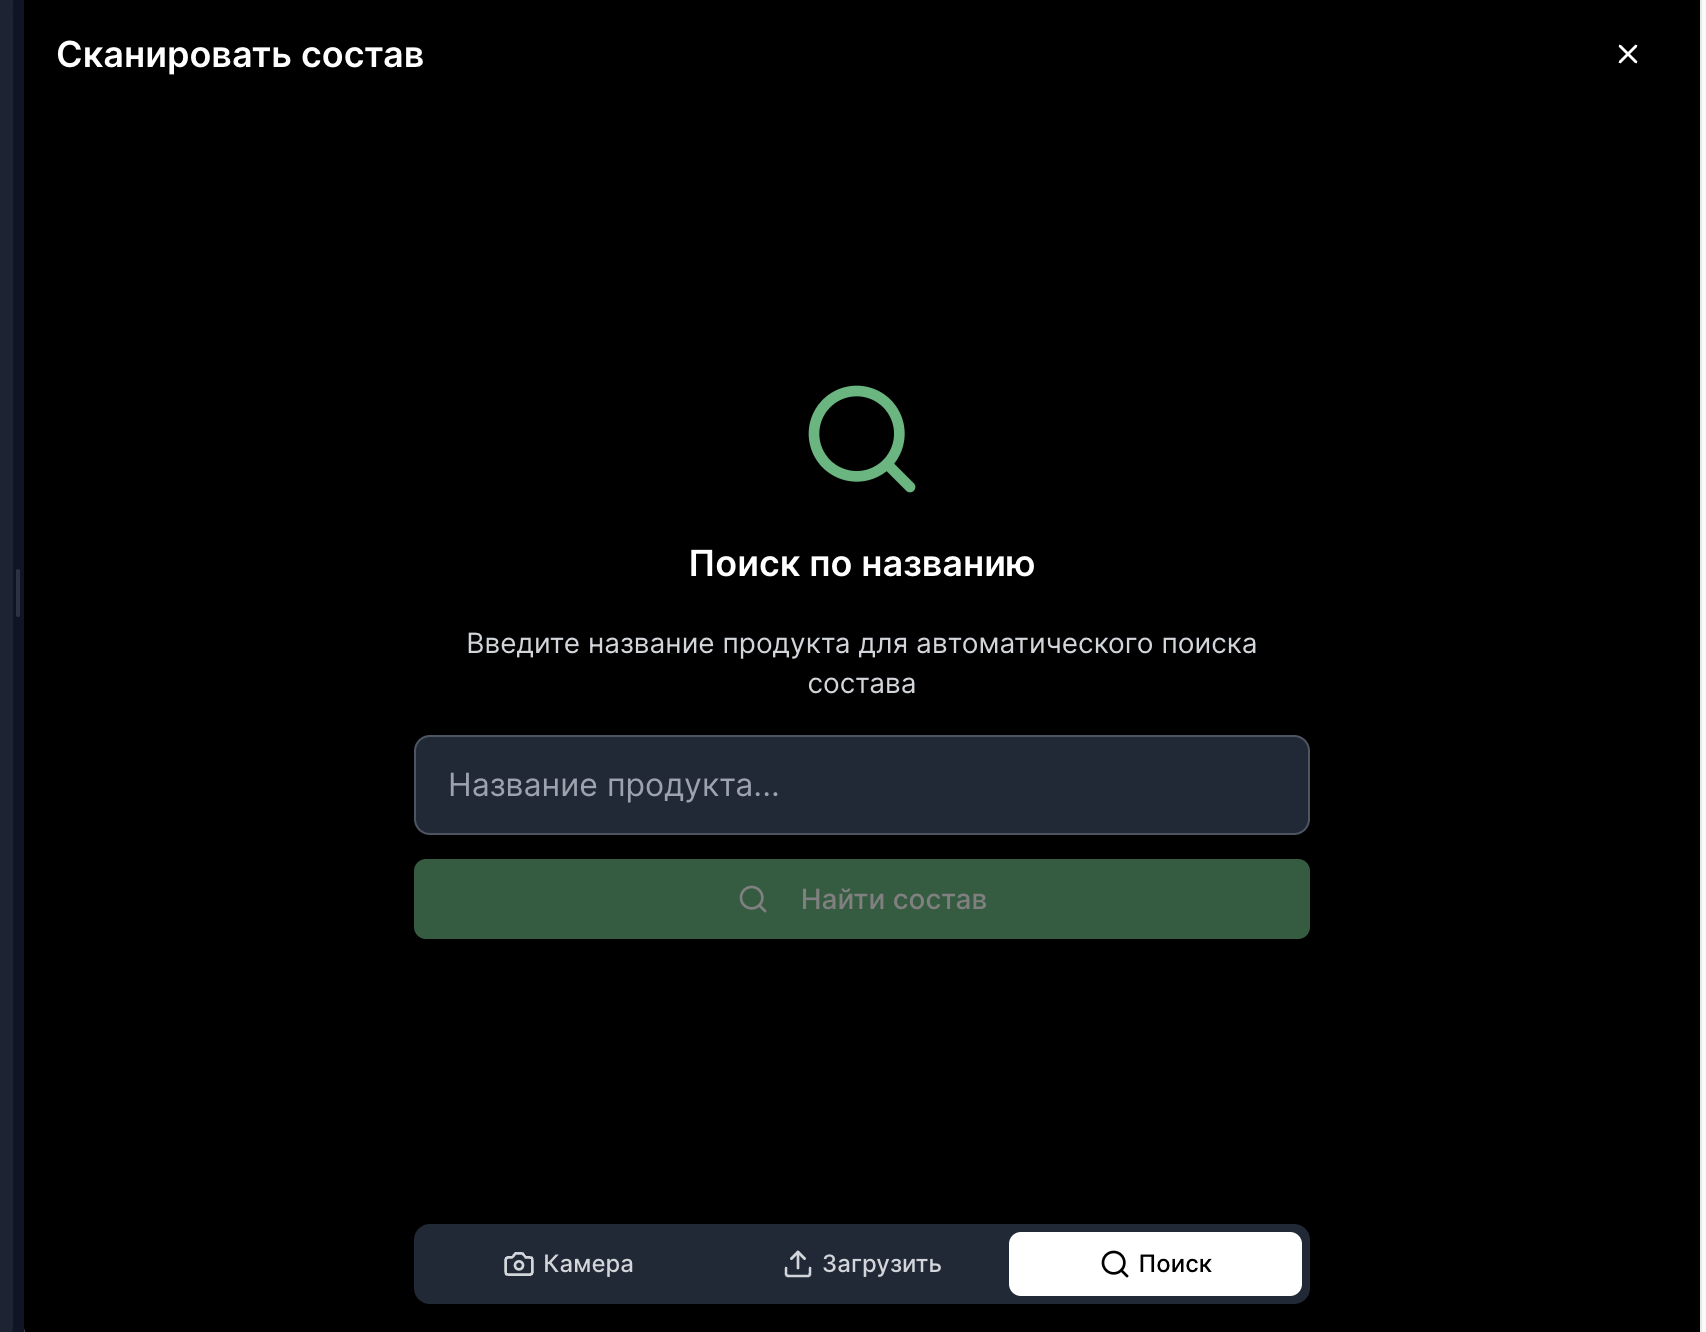 Сканировать состав
Поиск по названию
Введите название продукта для автоматического поиска
состава
Название продукта...
Найти состав
Камера
Загрузить
Поиск